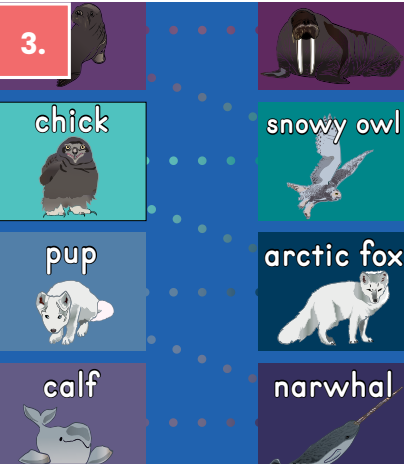 3.
chick
snowy owl
pup
arctic fox
calf
narwhal